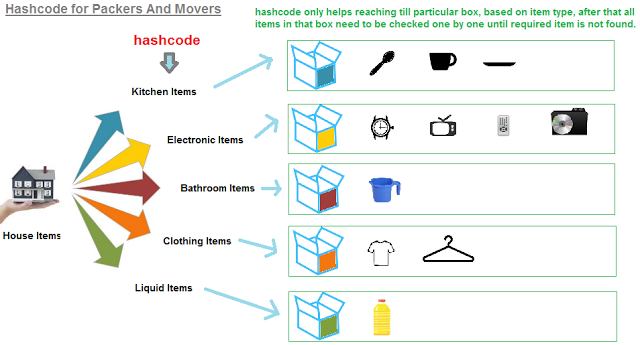 Hashcode for Packers And Movers
hashcode only helps reaching till particular box, based on item type, after that all
items in that box need to be checked one by one until required item is not found.
hashcode
Kitchen Items
Electronic Items
Bathroom Items
House Items
Clothing Items
Liquid Items